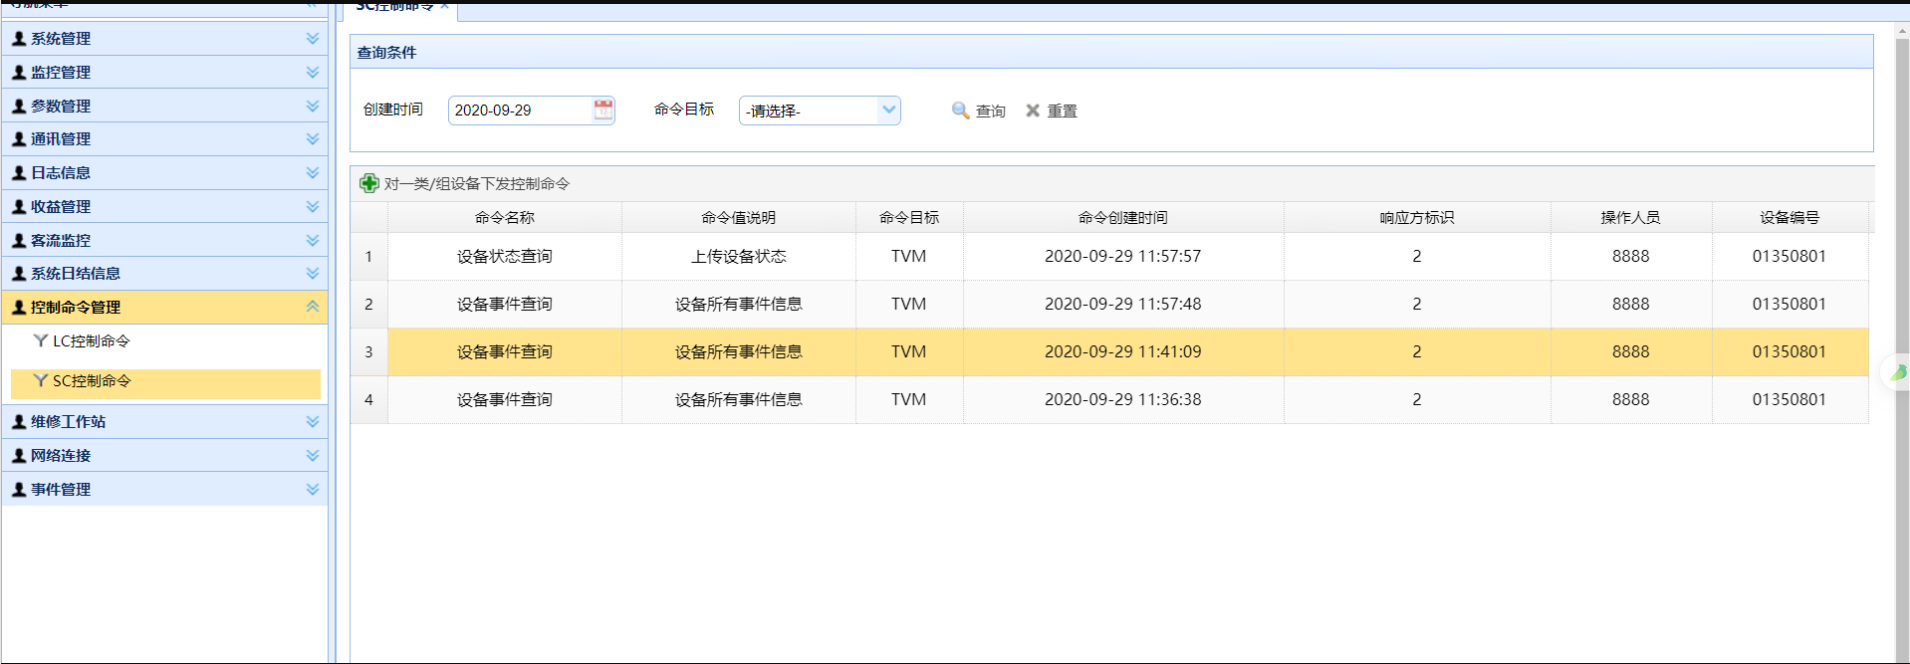 导航菜单
系统管理
监控管理
参数管理
通讯管理
日志信息
收益管理
客流监控
系统日结信息
控制命令管理
LC控制命令
SC控制命令
维修工作站
网络连接
事件管理
SC控制命令
查询条件
创建时间 2020-09-29 命令目标 -请选择- 查询 重置
对一类/组设备下发控制命令
命令名称 命令值说明 命令目标 命令创建时间 响应方标识 操作人员 设备编号
1 设备状态查询 上传设备状态 TVM 2020-09-29 11:57:57 2 8888 01350801
2 设备事件查询 设备所有事件信息 TVM 2020-09-29 11:57:48 2 8888 01350801
3 设备事件查询 设备所有事件信息 TVM 2020-09-29 11:41:09 2 8888 01350801
4 设备事件查询 设备所有事件信息 TVM 2020-09-29 11:36:38 2 8888 01350801